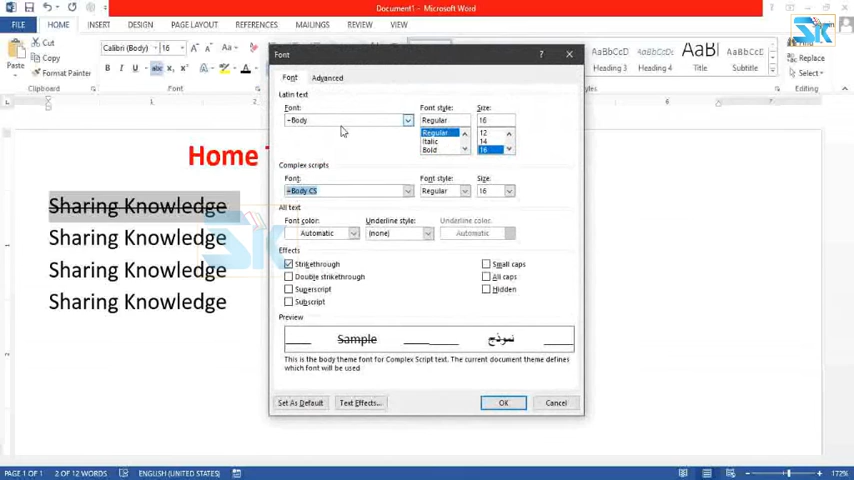 Document1 - Microsoft Word
FILE HOME INSERT DESIGN PAGE LAYOUT REFERENCES MAILINGS REVIEW VIEW
Cut
Copy
Format Painter
Paste
Clipboard
Calibri (Body) 16
Font
AaBbCcD AaBbCcDc AaBl AaBbCcD
Heading 3 Heading 4 Title Subtitle
Replace
Select
Editing
SK
Home
Sharing Knowledge
Sharing Knowledge
Sharing Knowledge
Sharing Knowledge
Font
Font Advanced
Latin text
Font: Font style: Size:
+Body Regular 16
Regular 12
Italic 14
Bold 16
Complex scripts
Font: Font style: Size:
+Body CS Regular 16
All text
Font color: Underline style: Underline color:
Automatic (none) Automatic
Effects
Strikethrough Small caps
Double strikethrough All caps
Superscript Hidden
Subscript
Preview
Sample نموذج
This is the body theme font for Complex Script text. The current document theme defines
which font will be used
Set As Default Text Effects... OK Cancel
SK
PAGE 1 OF 1 2 OF 12 WORDS ENGLISH (UNITED STATES) 172%